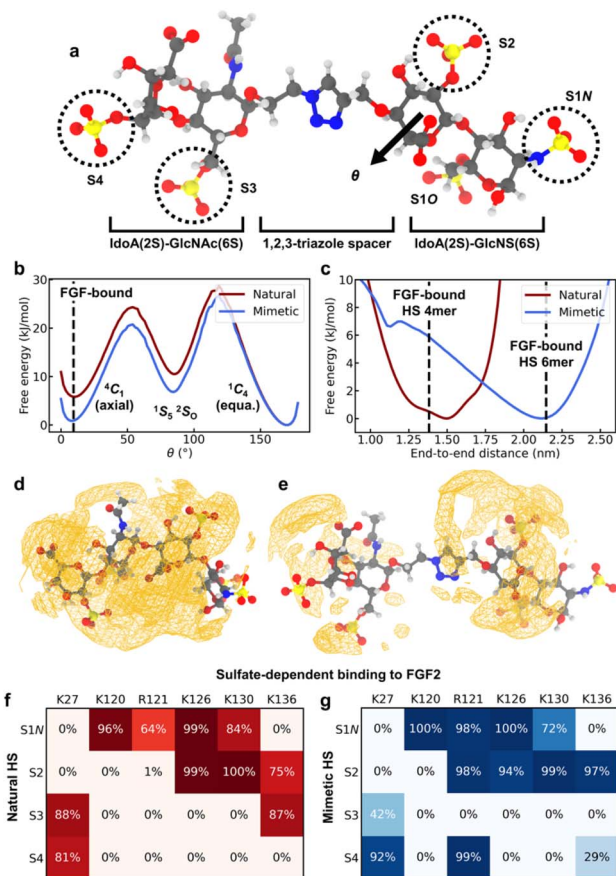 a
S2
S1N
S4
S3
S1O
θ
IdoA(2S)-GlcNAc(6S)
1,2,3-triazole spacer
IdoA(2S)-GlcNS(6S)
b
c
FGF-bound
Natural
Mimetic
Free energy (kJ/mol)
30
20
10
0
⁴C₁
(axial)
¹S₅ ²S_O
¹C₄
(equa.)
0
50
100
150
θ (°)
FGF-bound
HS 4mer
Natural
Mimetic
FGF-bound
HS 6mer
Free energy (kJ/mol)
10
8
6
4
2
0
1.00
1.25
1.50
1.75
2.00
2.25
2.50
End-to-end distance (nm)
d
e
Sulfate-dependent binding to FGF2
f
K27 K120 R121 K126 K130 K136
Natural HS
S1N 0% 96% 64% 99% 84% 0%
S2 0% 0% 1% 99% 100% 75%
S3 88% 0% 0% 0% 0% 87%
S4 81% 0% 0% 0% 0% 0%
g
K27 K120 R121 K126 K130 K136
Mimetic HS
S1N 0% 100% 98% 100% 72% 0%
S2 0% 0% 98% 94% 99% 97%
S3 42% 0% 0% 0% 0% 0%
S4 92% 0% 99% 0% 0% 29%